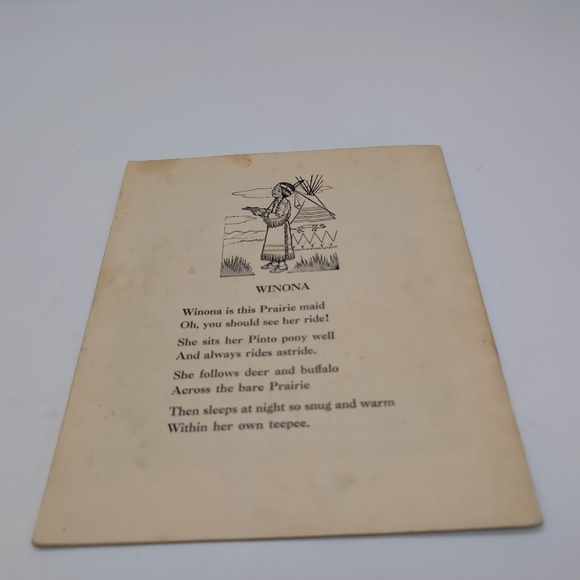 WINONA
Winona is this Prairie maid
Oh, you should see her ride!
She sits her Pinto pony well
And always rides astride.
She follows deer and buffalo
Across the bare Prairie
Then sleeps at night so snug and warm
Within her own teepee.